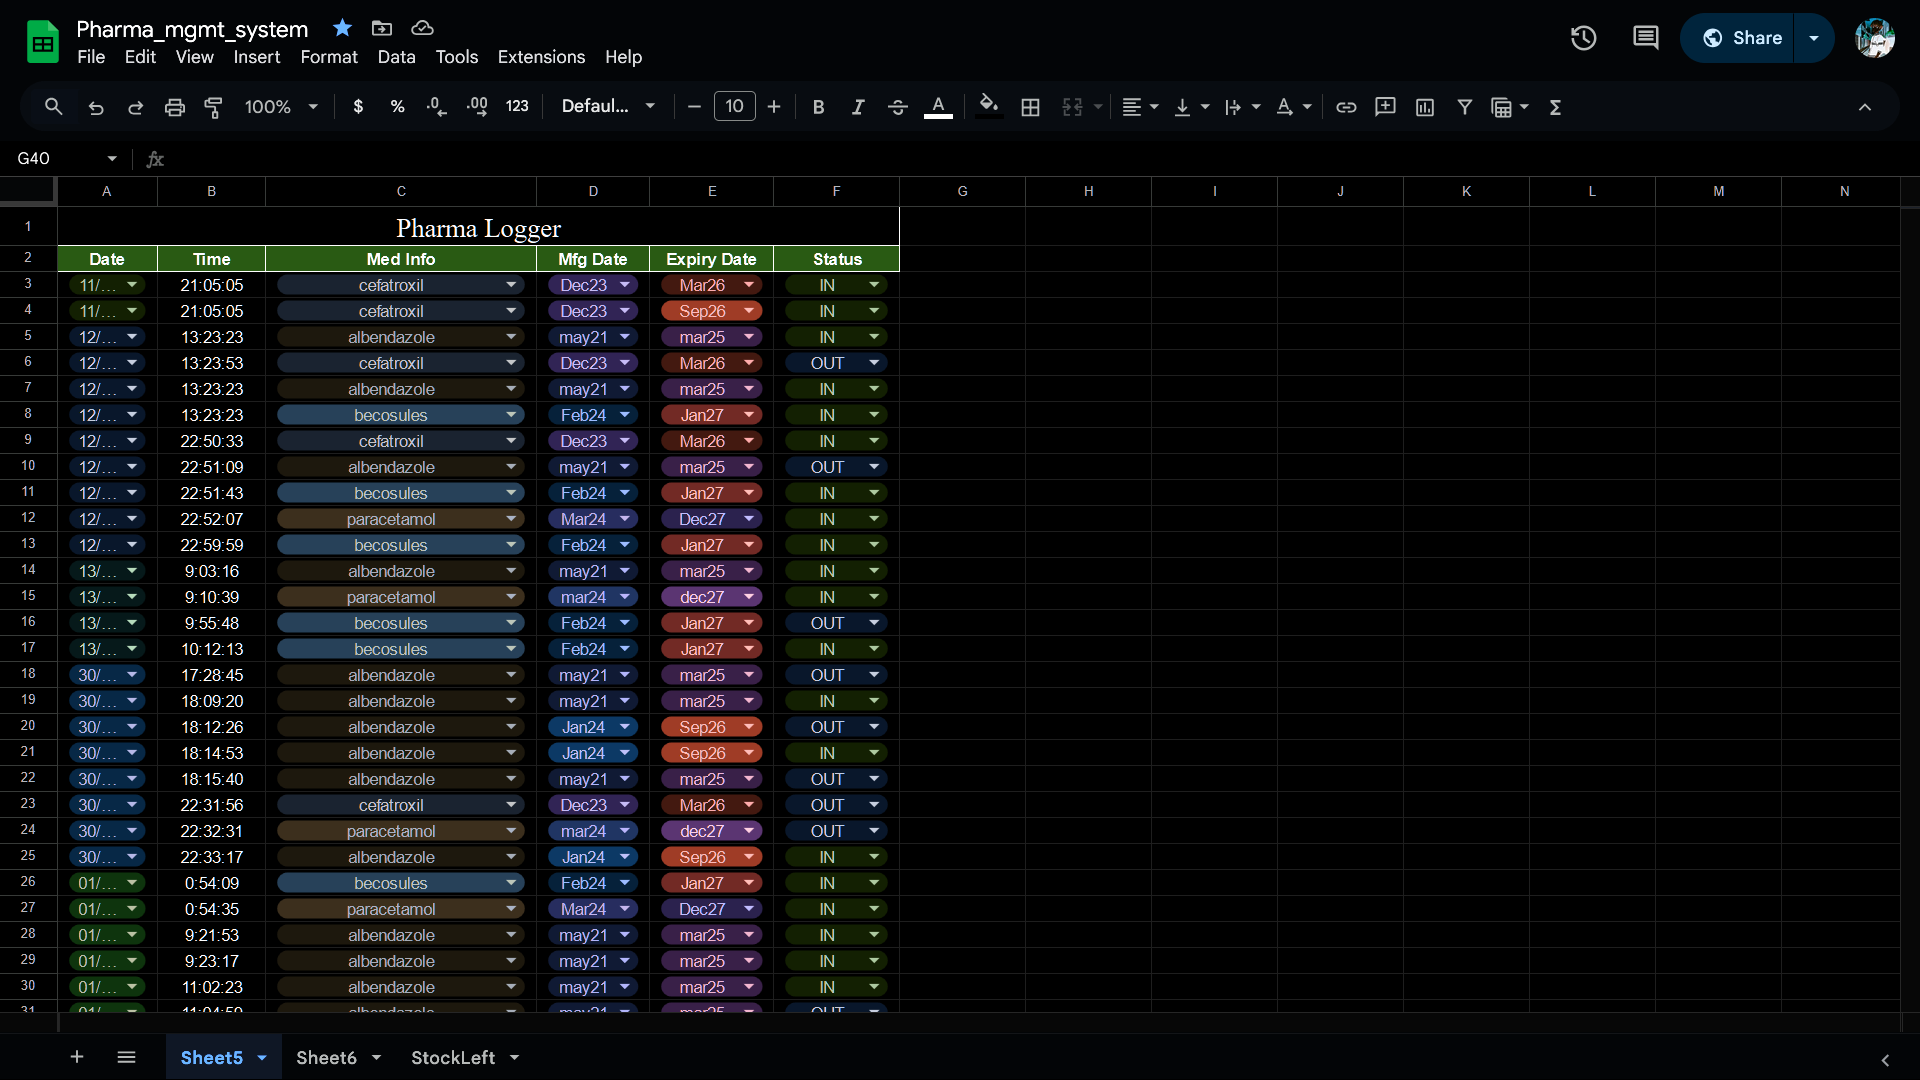 Pharma_mgmt_system
File Edit View Insert Format Data Tools Extensions Help
Share
100% $ % .0 .00 123 Defaul... 10 B I A
G40 fx
A B C D E F G H I J K L M N
1 Pharma Logger
2 Date Time Med Info Mfg Date Expiry Date Status
3 11/... 21:05:05 cefatroxil Dec23 Mar26 IN
4 11/... 21:05:05 cefatroxil Dec23 Sep26 IN
5 12/... 13:23:23 albendazole may21 mar25 IN
6 12/... 13:23:53 cefatroxil Dec23 Mar26 OUT
7 12/... 13:23:23 albendazole may21 mar25 IN
8 12/... 13:23:23 becosules Feb24 Jan27 IN
9 12/... 22:50:33 cefatroxil Dec23 Mar26 IN
10 12/... 22:51:09 albendazole may21 mar25 OUT
11 12/... 22:51:43 becosules Feb24 Jan27 IN
12 12/... 22:52:07 paracetamol Mar24 Dec27 IN
13 12/... 22:59:59 becosules Feb24 Jan27 IN
14 13/... 9:03:16 albendazole may21 mar25 IN
15 13/... 9:10:39 paracetamol mar24 dec27 IN
16 13/... 9:55:48 becosules Feb24 Jan27 OUT
17 13/... 10:12:13 becosules Feb24 Jan27 IN
18 30/... 17:28:45 albendazole may21 mar25 OUT
19 30/... 18:09:20 albendazole may21 mar25 IN
20 30/... 18:12:26 albendazole Jan24 Sep26 OUT
21 30/... 18:14:53 albendazole Jan24 Sep26 IN
22 30/... 18:15:40 albendazole may21 mar25 OUT
23 30/... 22:31:56 cefatroxil Dec23 Mar26 OUT
24 30/... 22:32:31 paracetamol mar24 dec27 OUT
25 30/... 22:33:17 albendazole Jan24 Sep26 IN
26 01/... 0:54:09 becosules Feb24 Jan27 IN
27 01/... 0:54:35 paracetamol Mar24 Dec27 IN
28 01/... 9:21:53 albendazole may21 mar25 IN
29 01/... 9:23:17 albendazole may21 mar25 IN
30 01/... 11:02:23 albendazole may21 mar25 IN
31 01/... albendazole may21 mar25 OUT
Sheet5 Sheet6 StockLeft